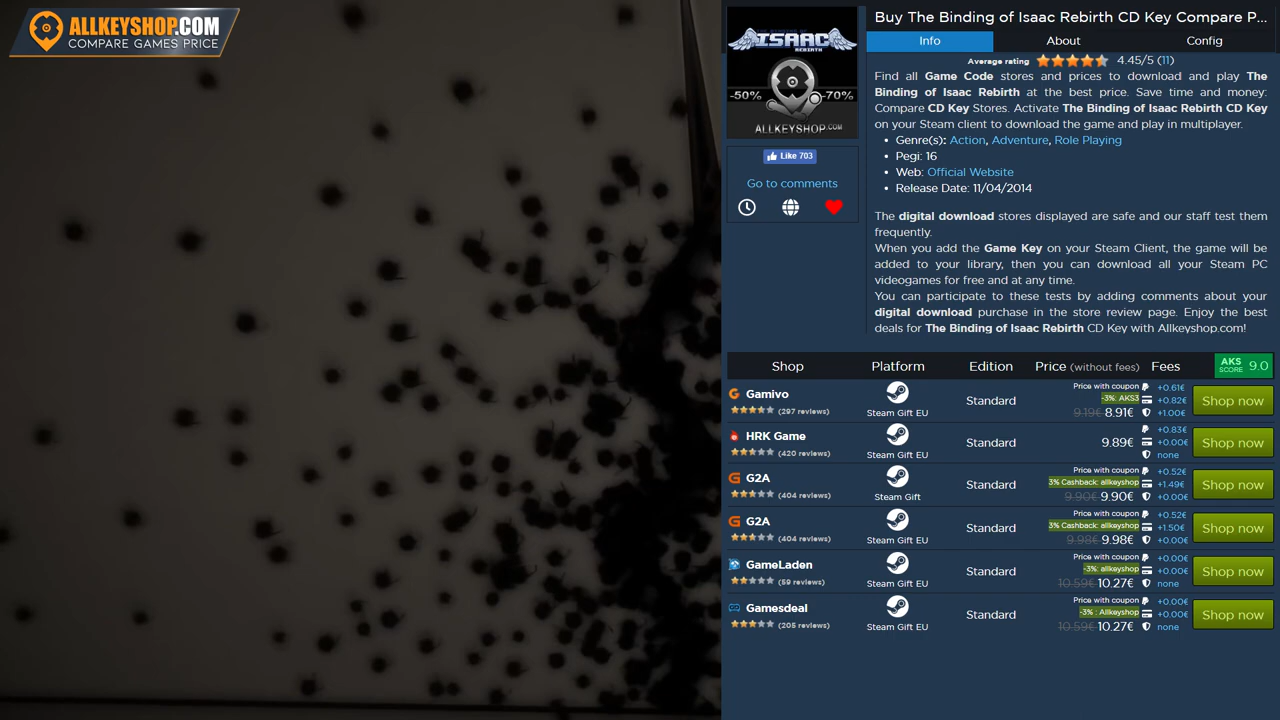 ALLKEYSHOP.COM
COMPARE GAMES PRICE
THE BINDING OF
ISAAC
REBIRTH
-50% -70%
ALLKEYSHOP.COM
Like 703
Go to comments
Buy The Binding of Isaac Rebirth CD Key Compare P...
Info About Config
Average rating 4.45/5 (11)
Find all Game Code stores and prices to download and play The
Binding of Isaac Rebirth at the best price. Save time and money:
Compare CD Key Stores. Activate The Binding of Isaac Rebirth CD Key
on your Steam client to download the game and play in multiplayer.
• Genre(s): Action, Adventure, Role Playing
• Pegi: 16
• Web: Official Website
• Release Date: 11/04/2014
The digital download stores displayed are safe and our staff test them
frequently.
When you add the Game Key on your Steam Client, the game will be
added to your library, then you can download all your Steam PC
videogames for free and at any time.
You can participate to these tests by adding comments about your
digital download purchase in the store review page. Enjoy the best
deals for The Binding of Isaac Rebirth CD Key with Allkeyshop.com!
Shop Platform Edition Price (without fees) Fees AKS SCORE 9.0
Gamivo
(297 reviews)
Steam Gift EU
Standard
Price with coupon
-3%: AKS3
9.19€ 8.91€
+0.61€
+0.82€
+1.00€
Shop now
HRK Game
(420 reviews)
Steam Gift EU
Standard
9.89€
+0.83€
+0.00€
none
Shop now
G2A
(404 reviews)
Steam Gift
Standard
Price with coupon
3% Cashback: allkeyshop
9.90€ 9.90€
+0.52€
+1.49€
+0.00€
Shop now
G2A
(404 reviews)
Steam Gift EU
Standard
Price with coupon
3% Cashback: allkeyshop
9.98€ 9.98€
+0.52€
+1.50€
+0.00€
Shop now
GameLaden
(59 reviews)
Steam Gift EU
Standard
Price with coupon
-3%: allkeyshop
10.59€ 10.27€
+0.00€
+0.00€
none
Shop now
Gamesdeal
(205 reviews)
Steam Gift EU
Standard
Price with coupon
-3% : Allkeyshop
10.59€ 10.27€
+0.00€
+0.00€
none
Shop now